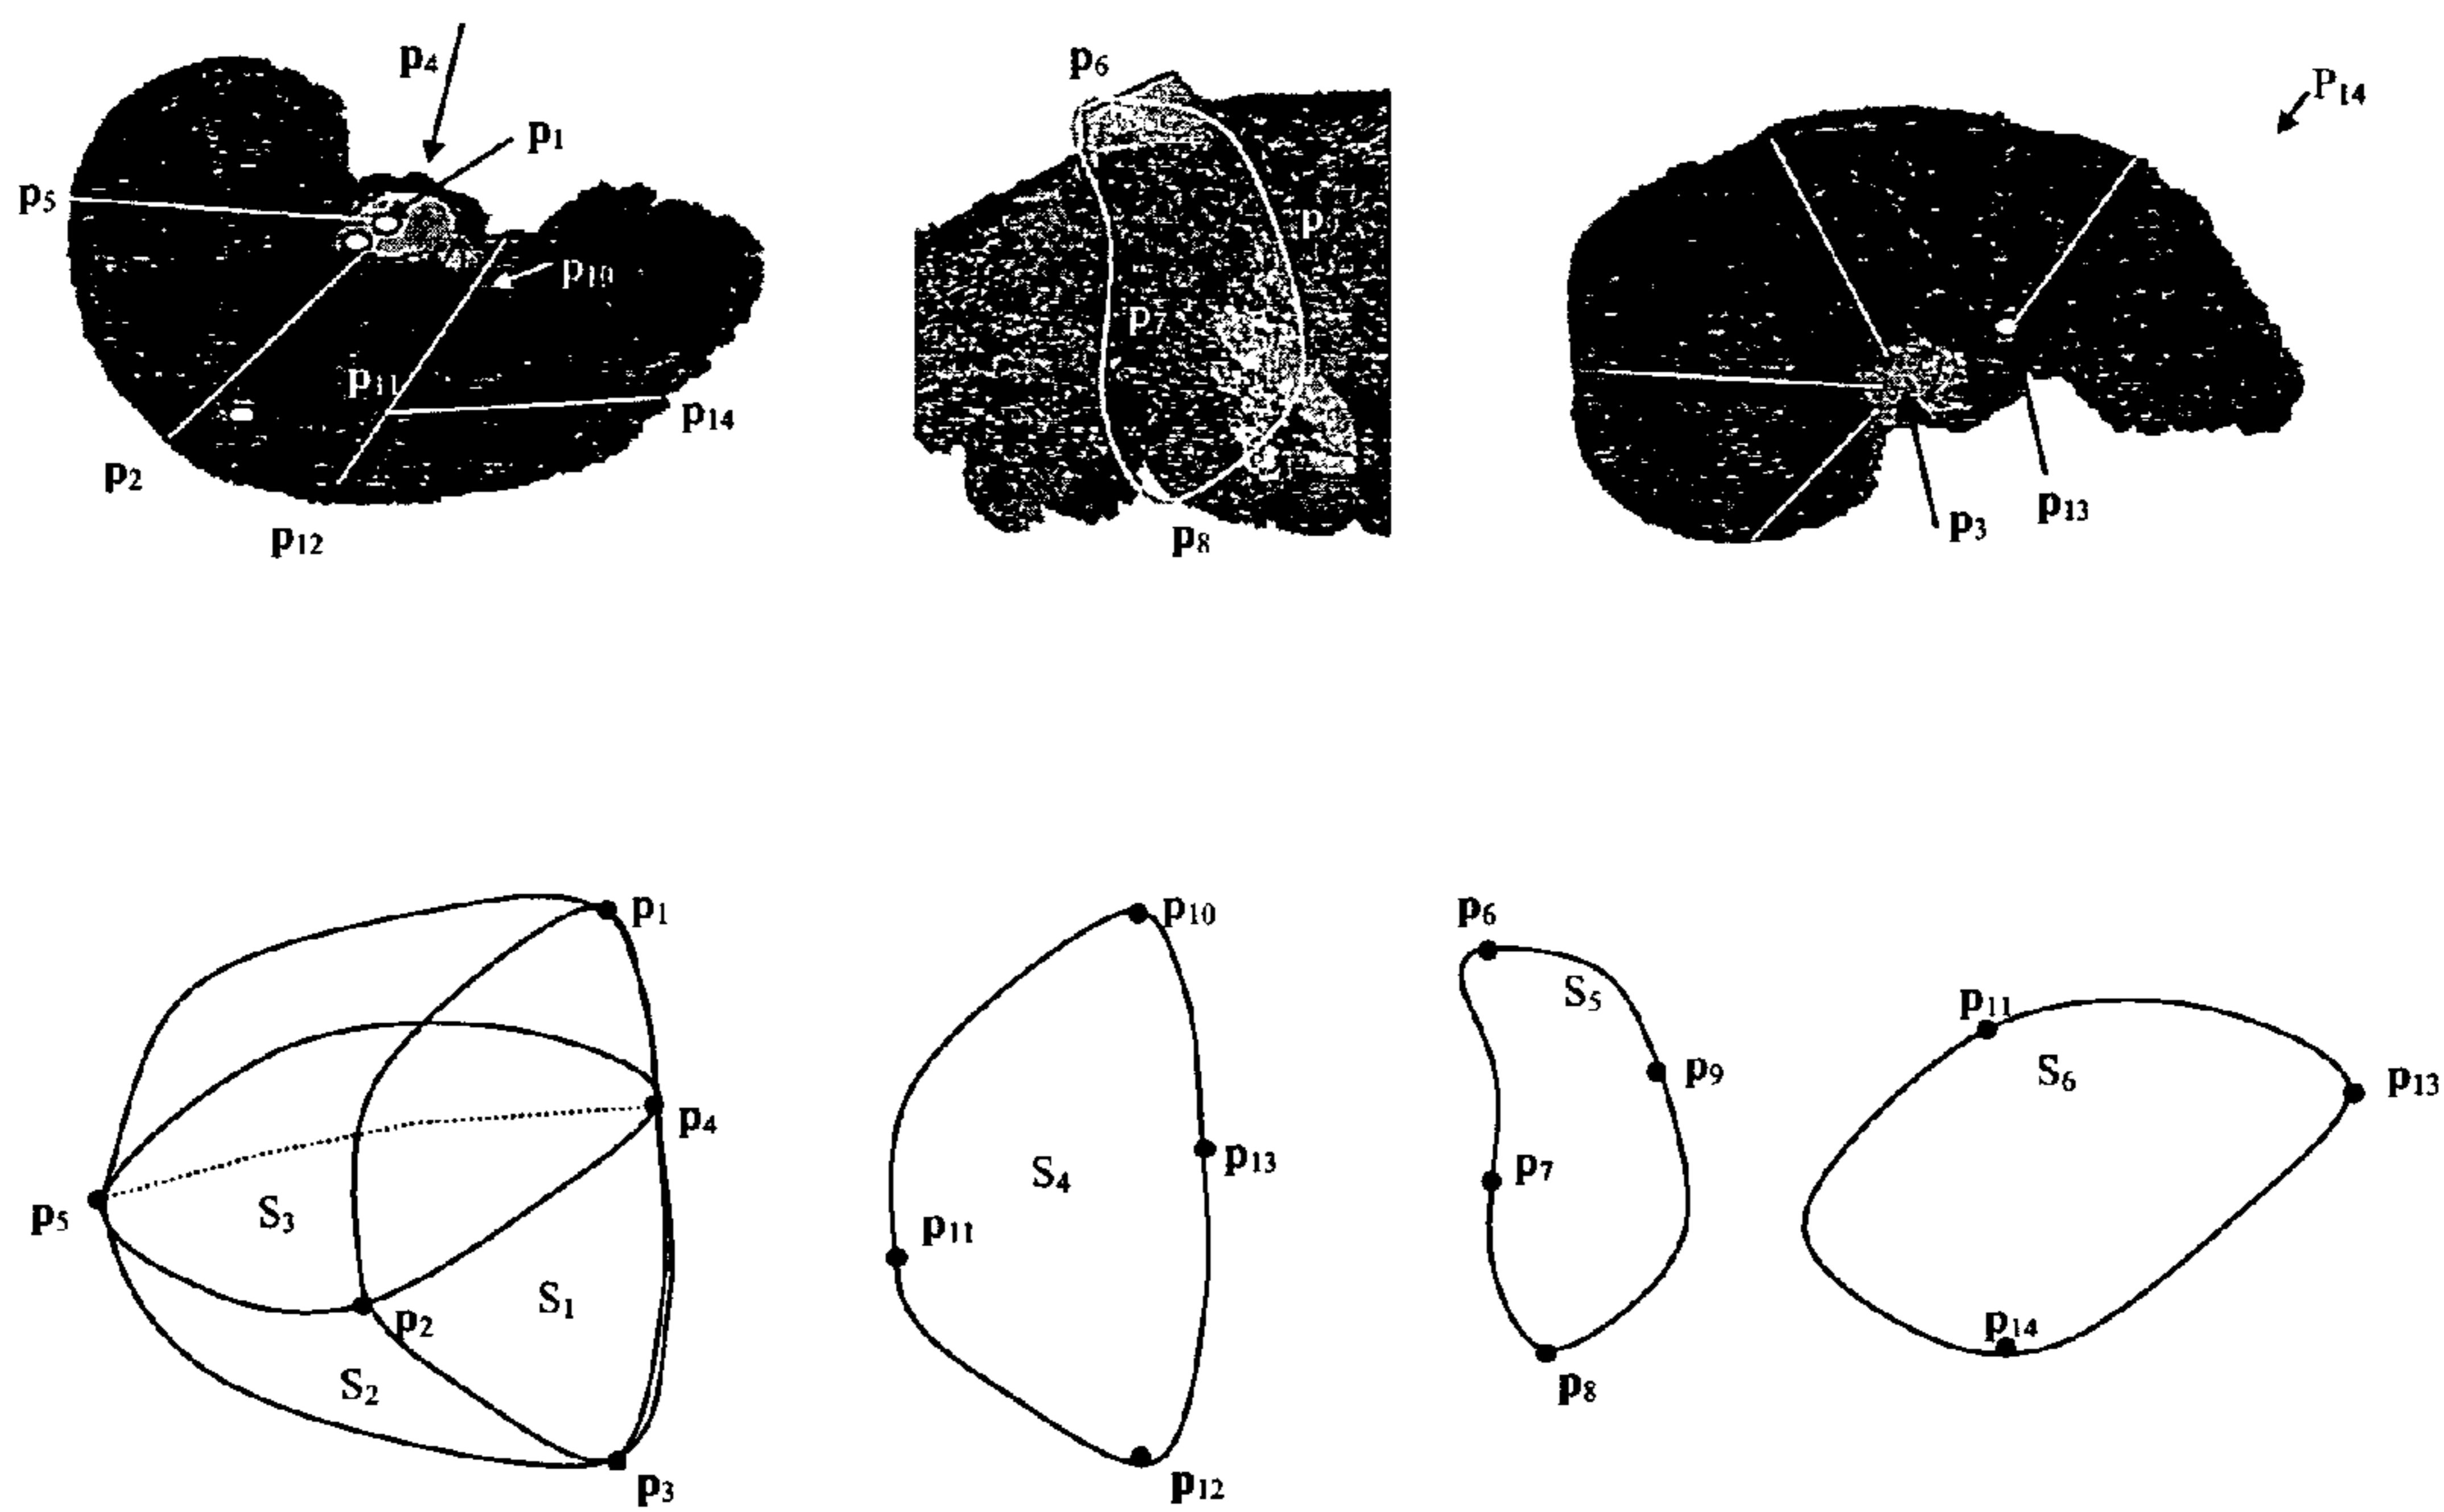 p₄
p₁
p₅
p₁₀
p₁₁
p₁₄
p₂
p₁₂
p₆
p
p₇
p₈
P₁₄
p₃
p₁₃
p₁
p₄
p₅
S₃
S₁
p₂
S₂
p₃
p₁₀
S₄
p₁₃
p₁₁
p₁₂
p₆
S₅
p₉
p₇
p₈
p₁₁
S₆
p₁₃
p₁₄